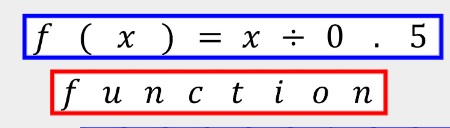 f ( x ) = x ÷ 0 . 5
f u n c t i o n